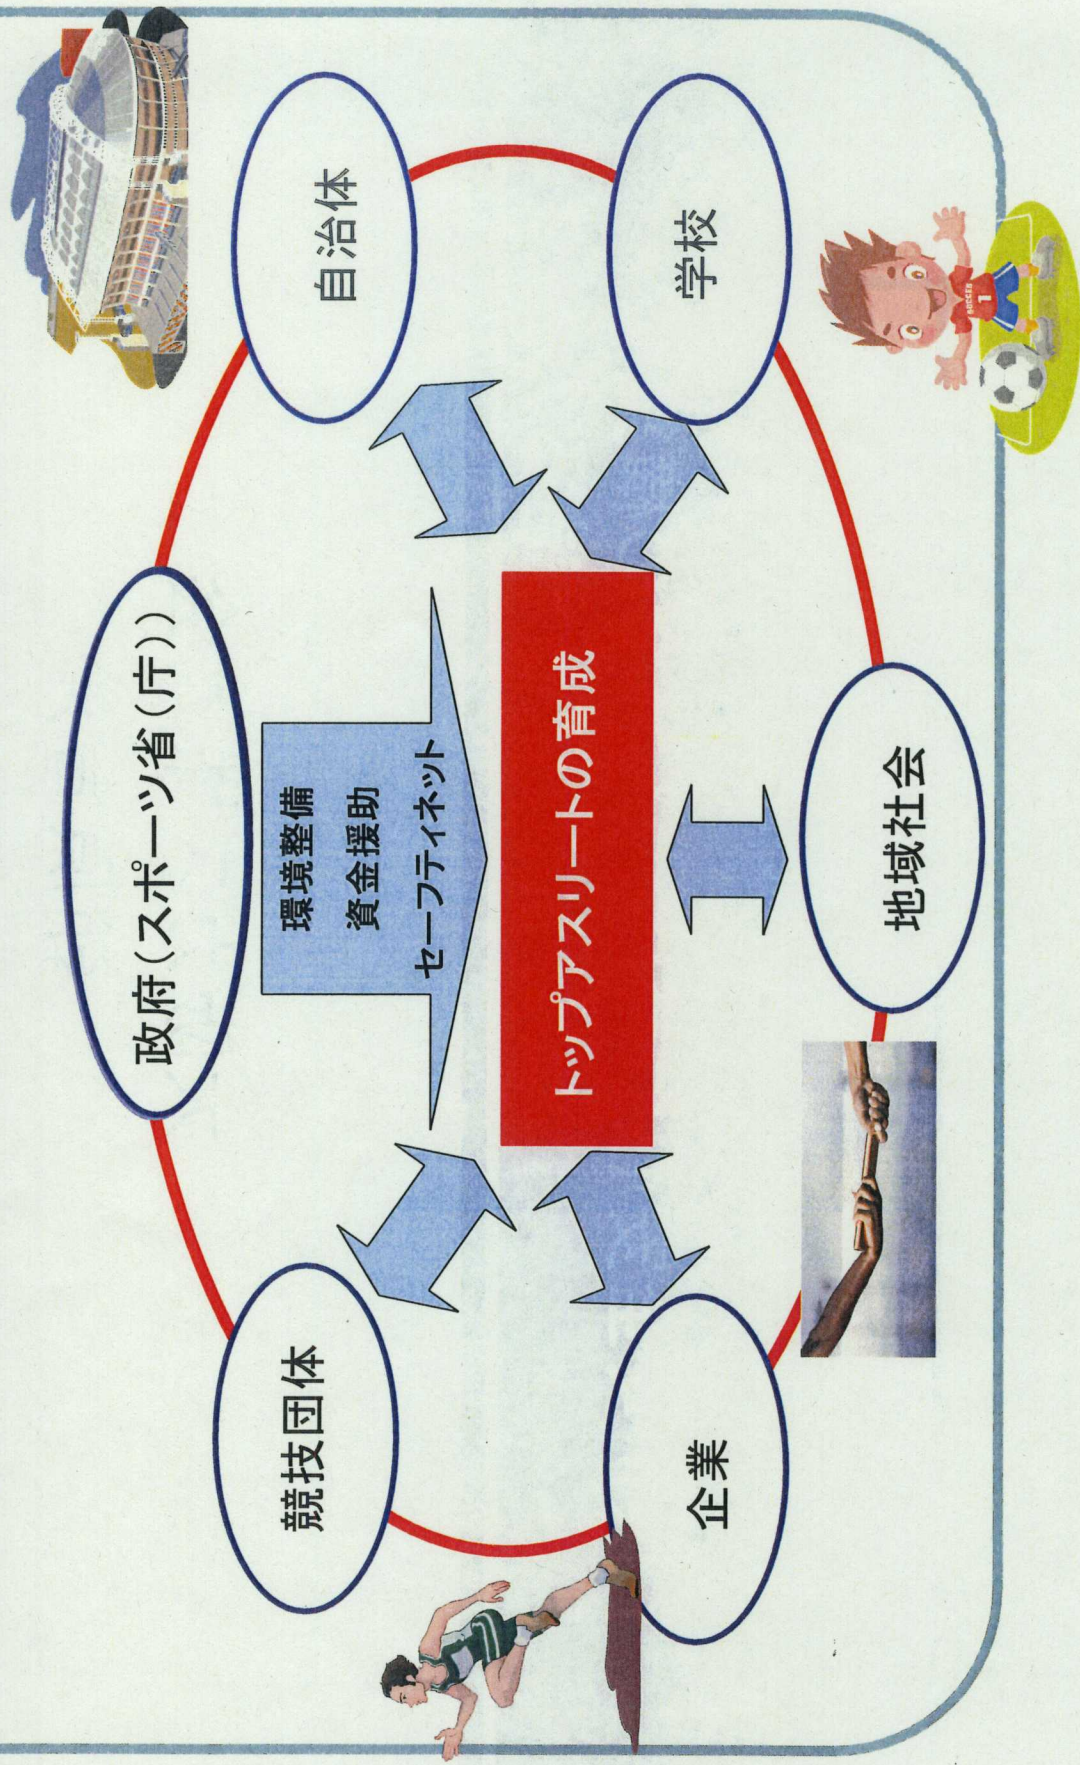 政府(スポーツ省(庁))
競技団体
自治体
環境整備
資金援助
セーフティネット
トップアスリートの育成
企業
学校
地域社会
SOCCER
1